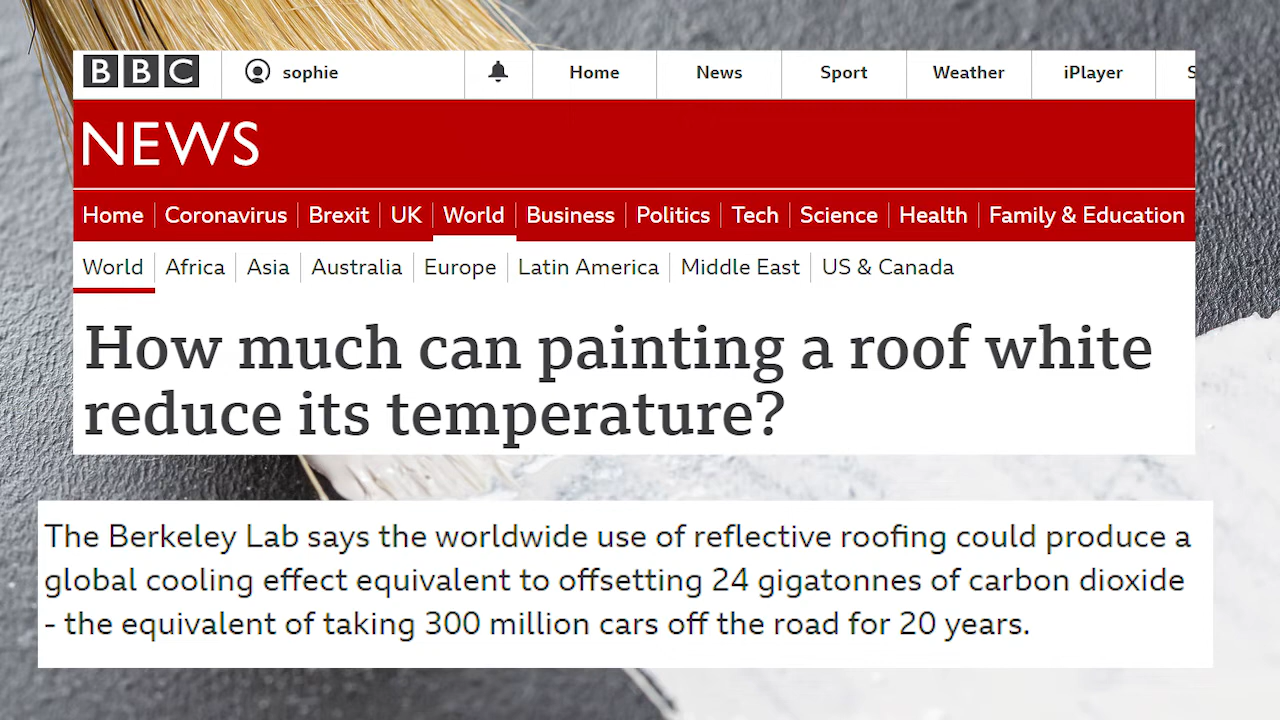 BBC sophie Home News Sport Weather iPlayer S
NEWS
Home Coronavirus Brexit UK World Business Politics Tech Science Health Family & Education
World Africa Asia Australia Europe Latin America Middle East US & Canada
How much can painting a roof white
reduce its temperature?
The Berkeley Lab says the worldwide use of reflective roofing could produce a
global cooling effect equivalent to offsetting 24 gigatonnes of carbon dioxide
- the equivalent of taking 300 million cars off the road for 20 years.